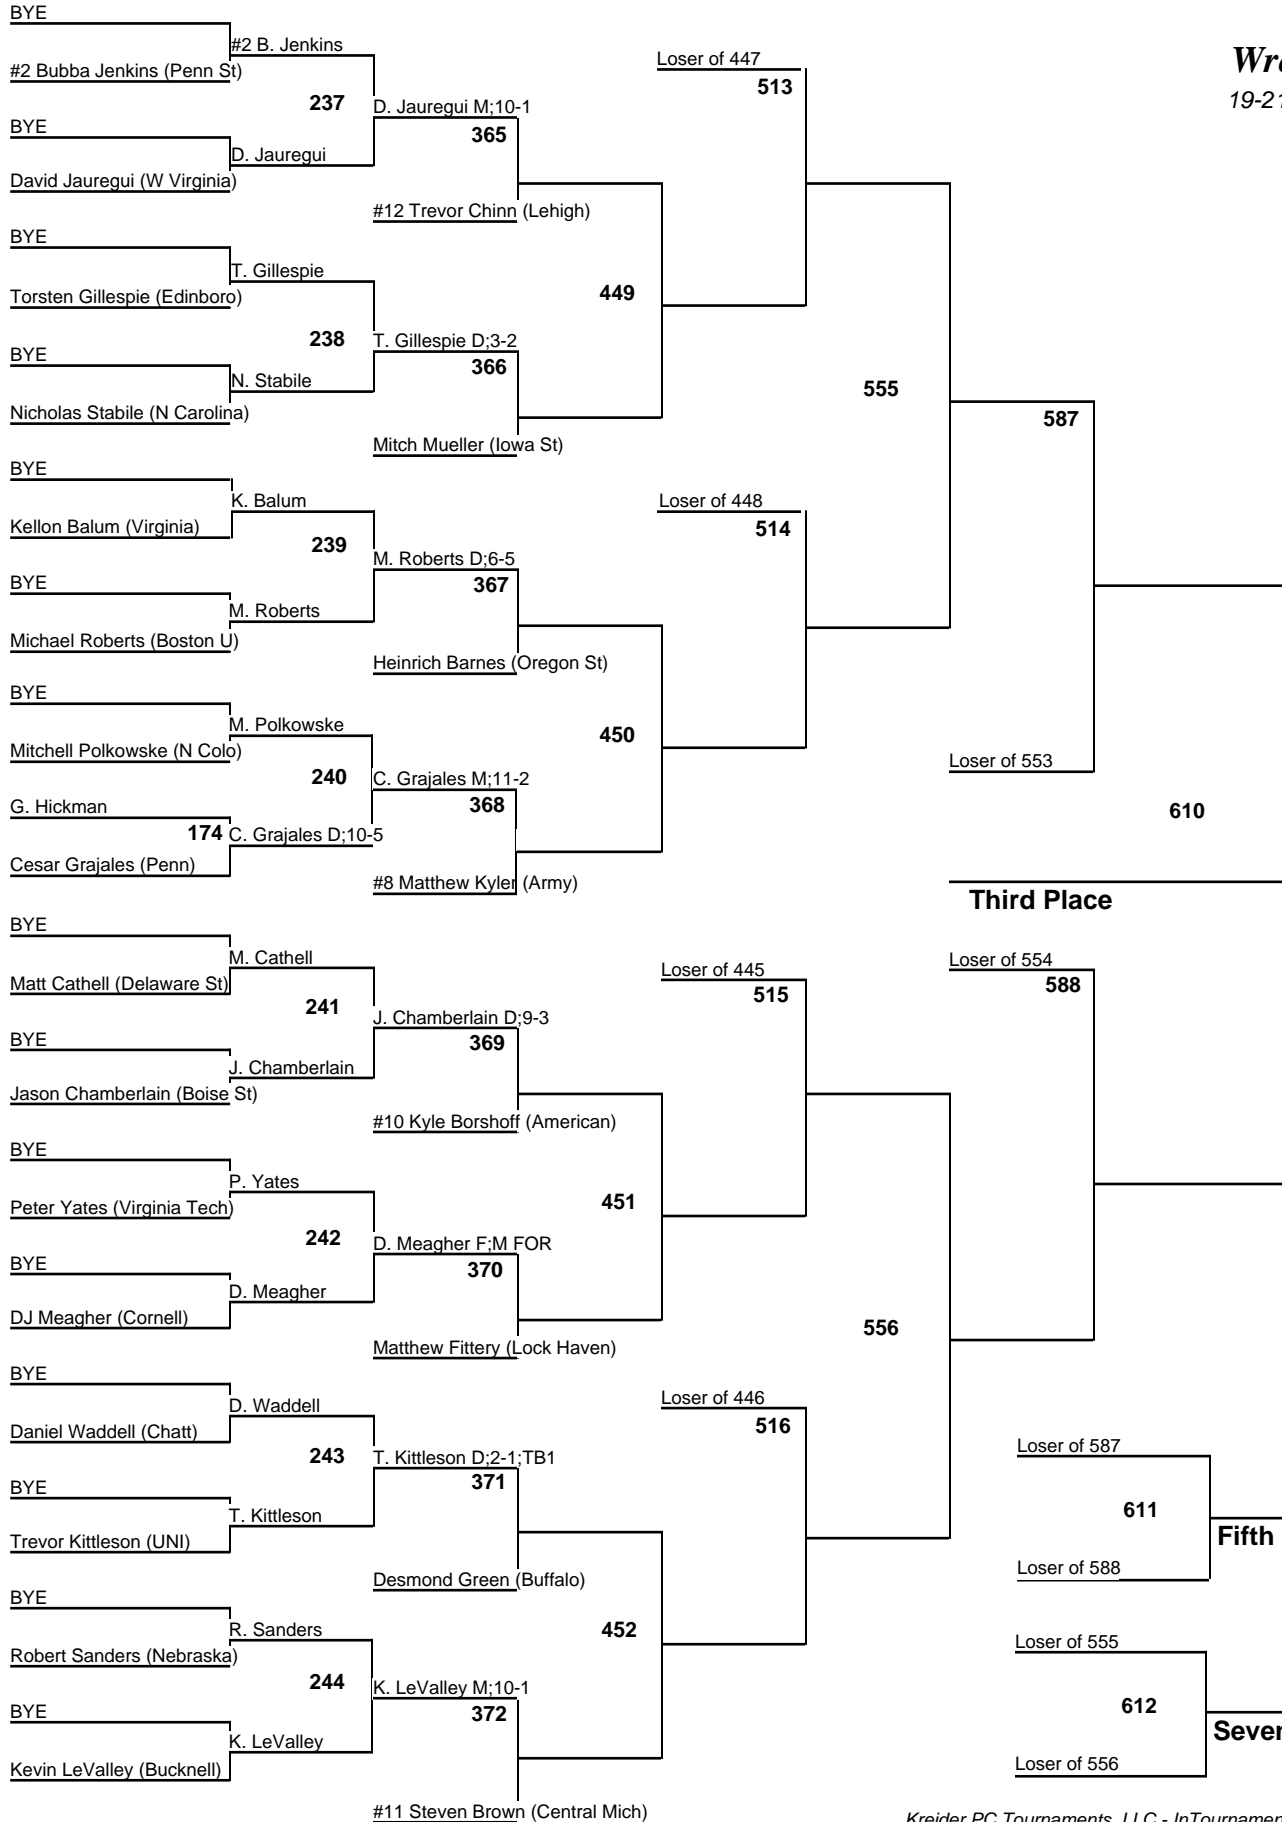 BYE
#2 B. Jenkins
#2 Bubba Jenkins (Penn St)
237
D. Jauregui M;10-1
BYE
365
D. Jauregui
David Jauregui (W Virginia)
#12 Trevor Chinn (Lehigh)
BYE
T. Gillespie
Torsten Gillespie (Edinboro)
449
238
T. Gillespie D;3-2
BYE
366
N. Stabile
Nicholas Stabile (N Carolina)
Mitch Mueller (Iowa St)
BYE
K. Balum
Kellon Balum (Virginia)
239
M. Roberts D;6-5
BYE
367
M. Roberts
Michael Roberts (Boston U)
Heinrich Barnes (Oregon St)
BYE
M. Polkowske
450
Mitchell Polkowske (N Colo)
240
C. Grajales M;11-2
G. Hickman
368
174
C. Grajales D;10-5
Cesar Grajales (Penn)
#8 Matthew Kyler (Army)
BYE
M. Cathell
Matt Cathell (Delaware St)
241
J. Chamberlain D;9-3
BYE
369
J. Chamberlain
Jason Chamberlain (Boise St)
#10 Kyle Borshoff (American)
BYE
P. Yates
Peter Yates (Virginia Tech)
451
242
D. Meagher F;M FOR
BYE
370
D. Meagher
DJ Meagher (Cornell)
Matthew Fittery (Lock Haven)
BYE
D. Waddell
Daniel Waddell (Chatt)
243
T. Kittleson D;2-1;TB1
BYE
371
T. Kittleson
Trevor Kittleson (UNI)
Desmond Green (Buffalo)
BYE
R. Sanders
452
Robert Sanders (Nebraska)
244
K. LeValley M;10-1
BYE
372
K. LeValley
Kevin LeValley (Bucknell)
#11 Steven Brown (Central Mich)
Loser of 447
513
555
Loser of 448
514
587
Loser of 553
610
Third Place
Loser of 445
515
Loser of 554
588
556
Loser of 446
516
Loser of 587
611
Fifth
Loser of 588
Loser of 555
612
Seven
Loser of 556
Wre
19-21
Kreider PC Tournaments, LLC - InTournamen